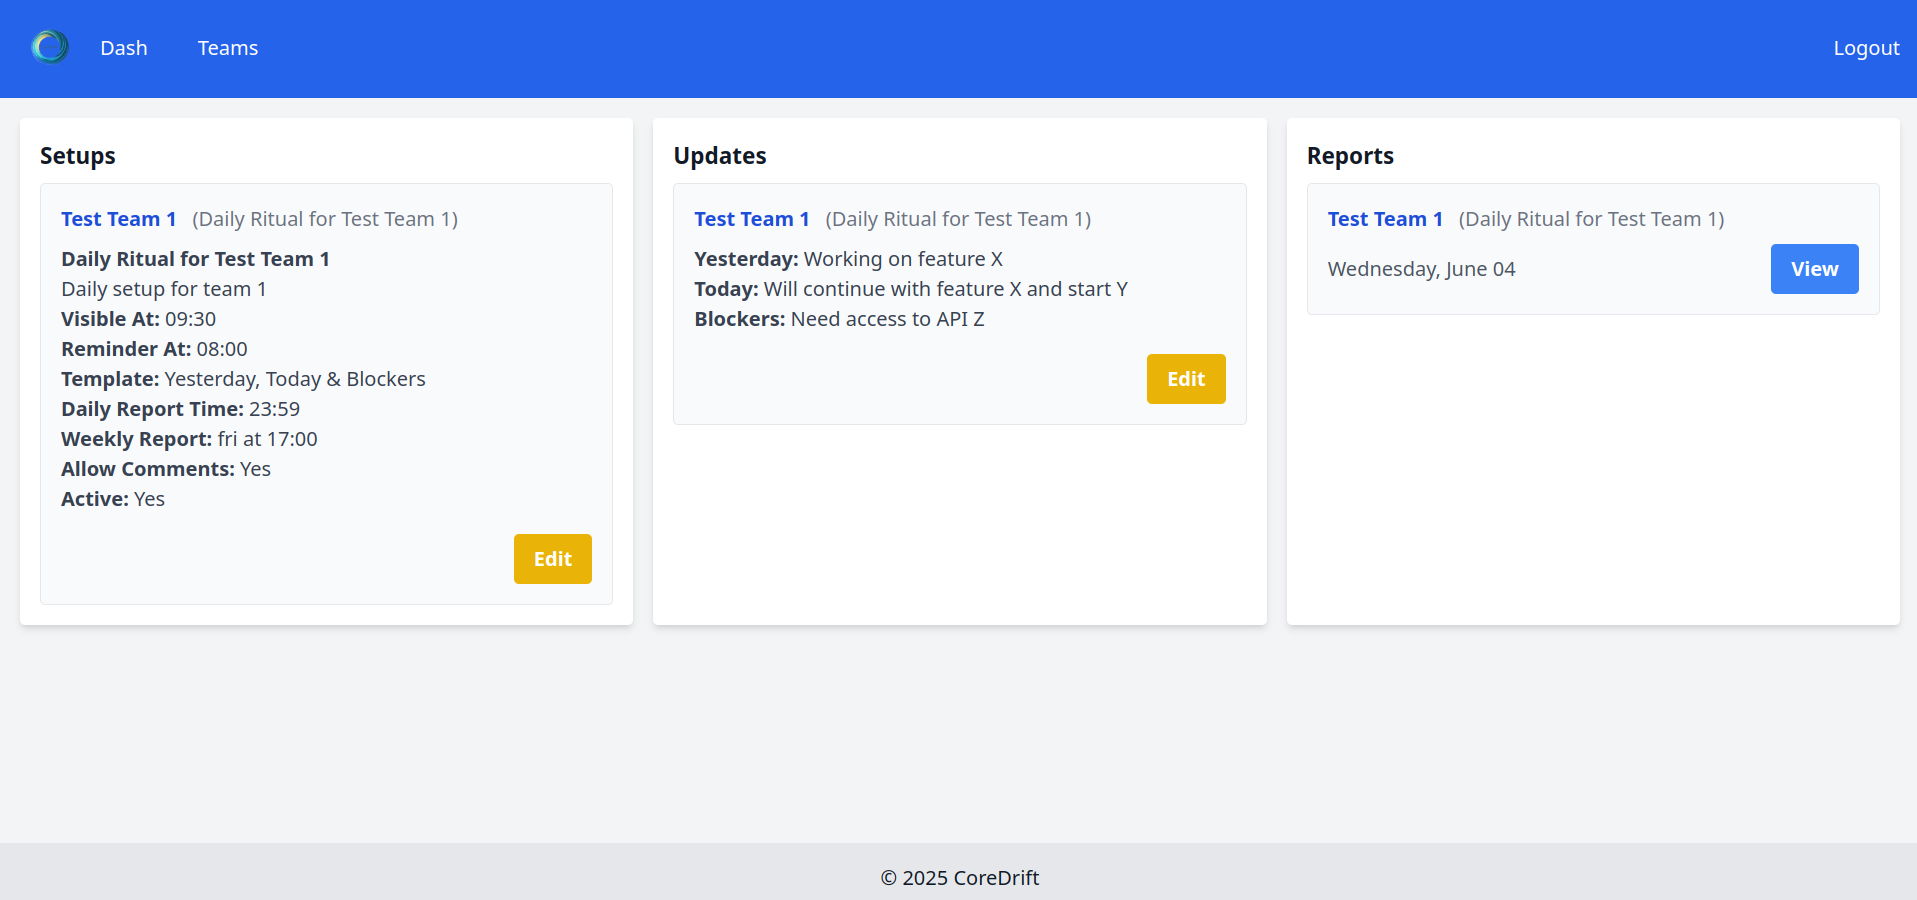 Dash Teams Logout
Setups
Test Team 1 (Daily Ritual for Test Team 1)
Daily Ritual for Test Team 1
Daily setup for team 1
Visible At: 09:30
Reminder At: 08:00
Template: Yesterday, Today & Blockers
Daily Report Time: 23:59
Weekly Report: fri at 17:00
Allow Comments: Yes
Active: Yes
Edit
Updates
Test Team 1 (Daily Ritual for Test Team 1)
Yesterday: Working on feature X
Today: Will continue with feature X and start Y
Blockers: Need access to API Z
Edit
Reports
Test Team 1 (Daily Ritual for Test Team 1)
Wednesday, June 04
View
© 2025 CoreDrift